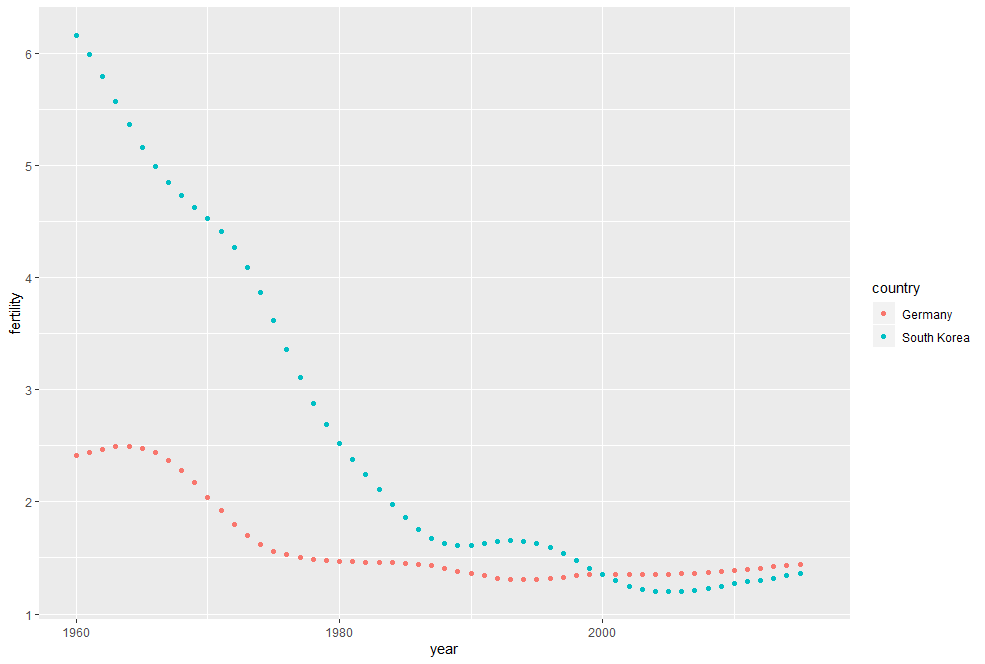 6
5
4
3
2
1
fertility
1960
1980
2000
year
country
Germany
South Korea